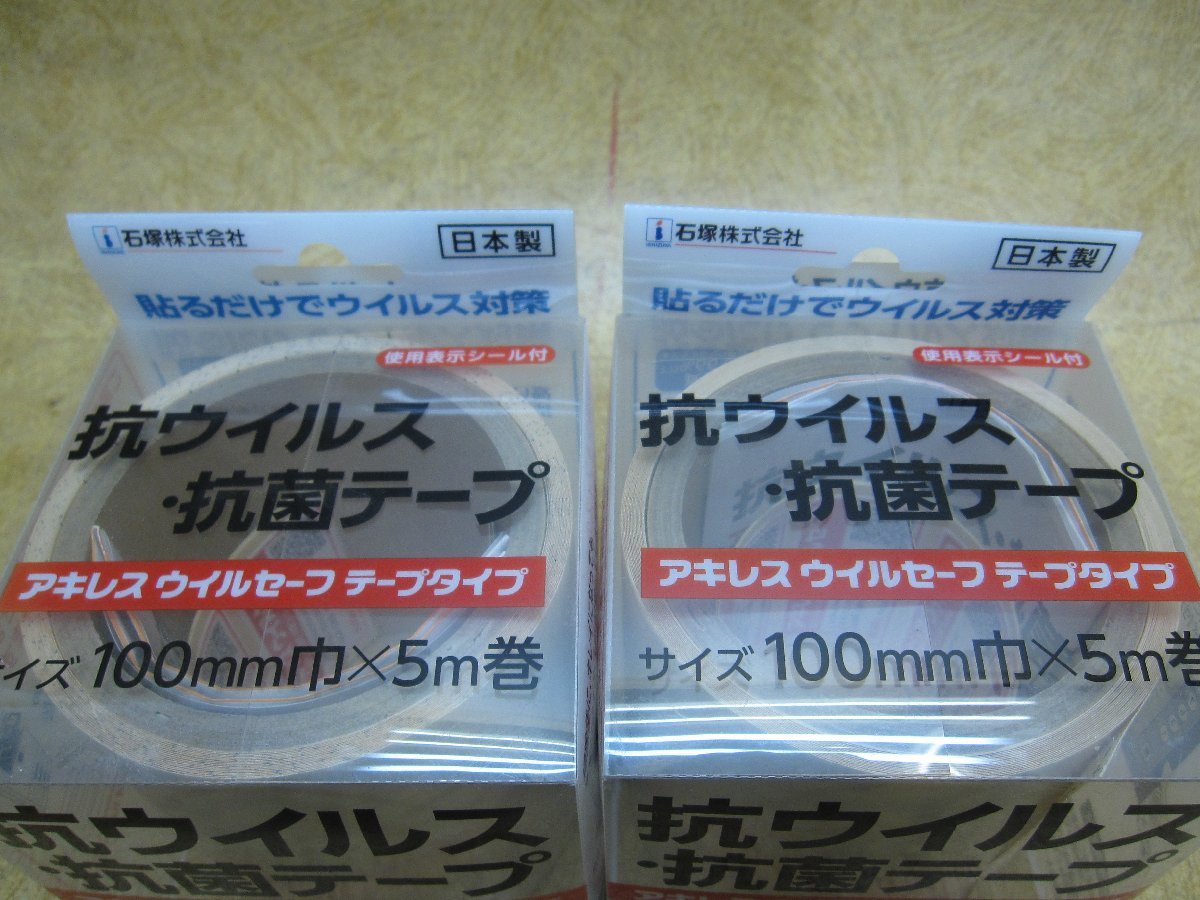 石塚株式会社
日本製
貼るだけでウイルス対策
使用表示シール付
抗ウイルス
・抗菌テープ
アキレス ウイルセーフ テープタイプ
サイズ 100mm巾×5m巻
抗ウイルス
・抗菌テープ
石塚株式会社
日本製
貼るだけでウイルス対策
使用表示シール付
抗ウイルス
・抗菌テープ
アキレス ウイルセーフ テープタイプ
サイズ 100mm巾×5m巻
抗ウイルス
・抗菌テープ